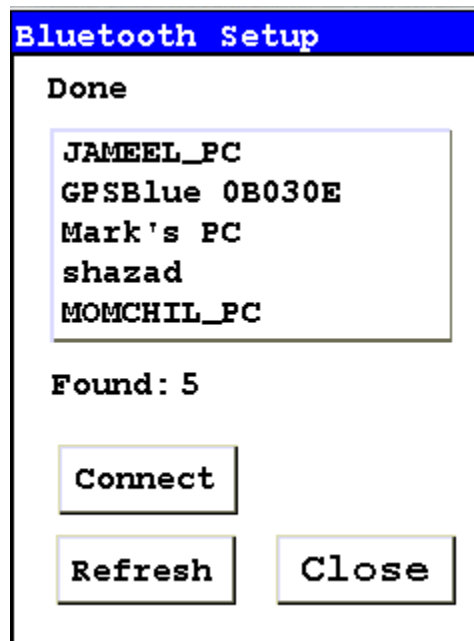 Bluetooth Setup
Done
JAMEEL_PC
GPSBlue 0B030E
Mark's PC
shazad
MOMCHIL_PC
Found: 5
Connect
Refresh Close